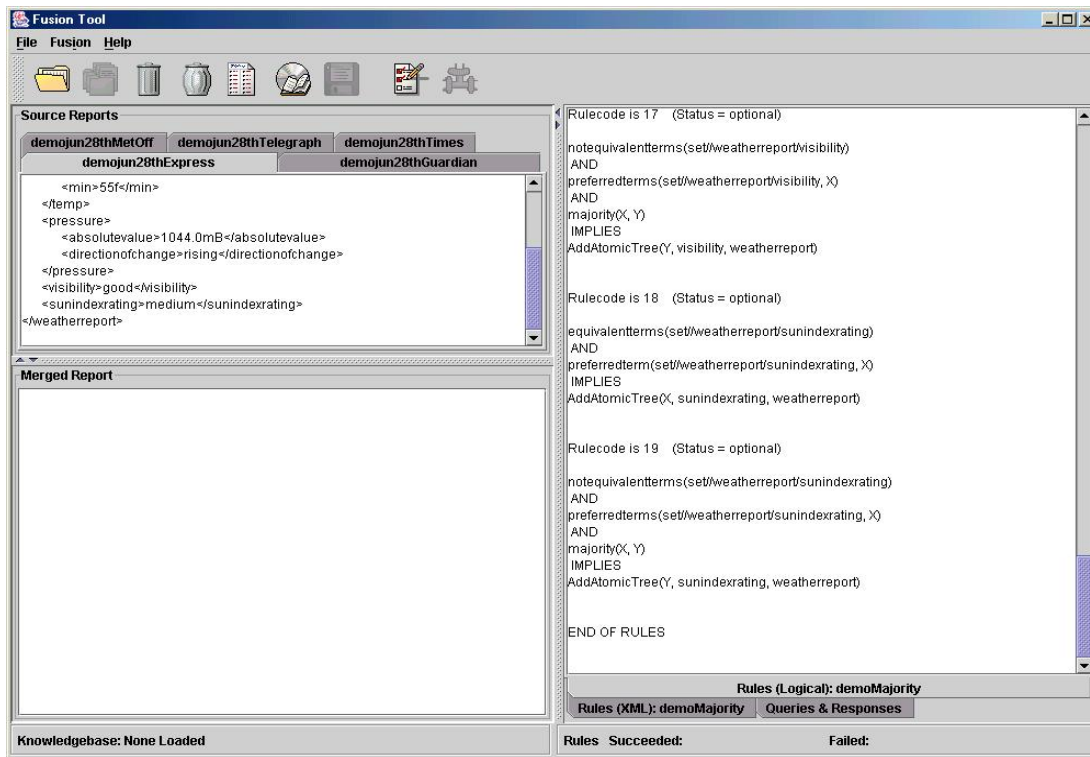 Fusion Tool
File Fusion Help
Source Reports
demojun28thMetOff demojun28thTelegraph demojun28thTimes
demojun28thExpress demojun28thGuardian
<min>55f</min>
</temp>
<pressure>
<absolutevalue>1044.0mB</absolutevalue>
<directionofchange>rising</directionofchange>
</pressure>
<visibility>good</visibility>
<sunindexrating>medium</sunindexrating>
</weatherreport>
Merged Report
Knowledgebase: None Loaded
Rulecode is 17 (Status = optional)
notequivalentterms(set//weatherreport/visibility)
AND
preferredterms(set//weatherreport/visibility, X)
AND
majority(X, Y)
IMPLIES
AddAtomicTree(Y, visibility, weatherreport)
Rulecode is 18 (Status = optional)
equivalentterms(set//weatherreport/sunindexrating)
AND
preferredterm(set//weatherreport/sunindexrating, X)
IMPLIES
AddAtomicTree(X, sunindexrating, weatherreport)
Rulecode is 19 (Status = optional)
notequivalentterms(set//weatherreport/sunindexrating)
AND
preferredterms(set//weatherreport/sunindexrating, X)
AND
majority(X, Y)
IMPLIES
AddAtomicTree(Y, sunindexrating, weatherreport)
END OF RULES
Rules (Logical): demoMajority
Rules (XML): demoMajority Queries & Responses
Rules Succeeded: Failed: